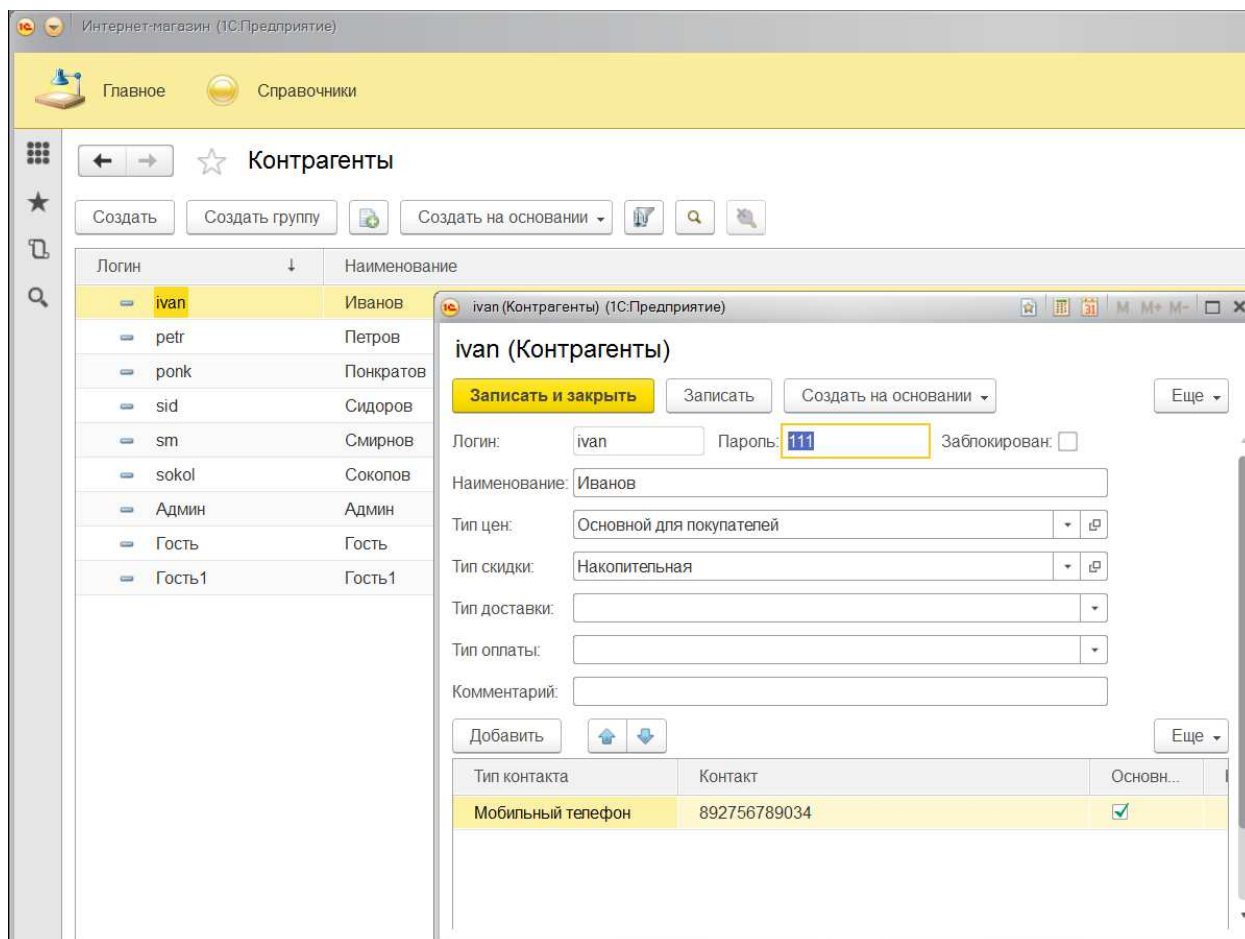 Интернет-магазин (1С:Предприятие)
Главное Справочники
Контрагенты
Создать Создать группу Создать на основании
Логин ↓ Наименование
ivan Иванов
petr Петров
ponk Понкратов
sid Сидоров
sm Смирнов
sokol Соколов
Админ Админ
Гость Гость
Гость1 Гость1
ivan (Контрагенты) (1С:Предприятие) 31 M M+ M-
ivan (Контрагенты)
Записать и закрыть Записать Создать на основании Еще
Логин: ivan Пароль: 111 Заблокирован:
Наименование: Иванов
Тип цен: Основной для покупателей
Тип скидки: Накопительная
Тип доставки:
Тип оплаты:
Комментарий:
Добавить Еще
Тип контакта Контакт Основн...
Мобильный телефон 892756789034